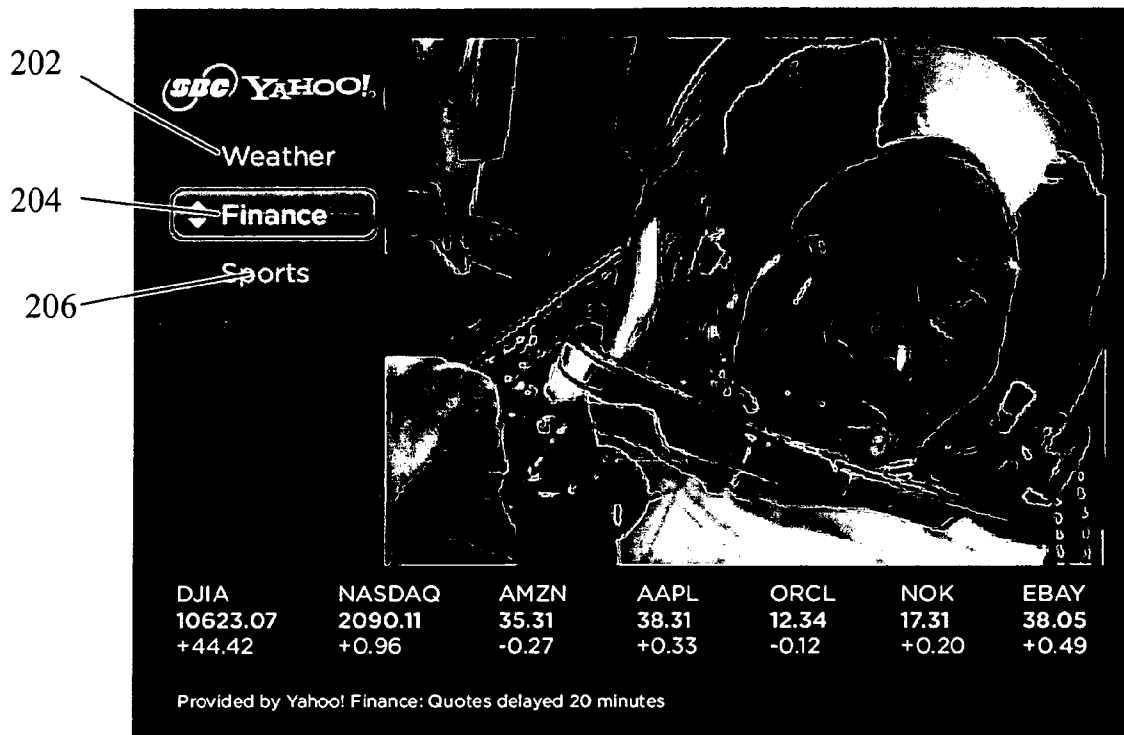 202
SBC YAHOO!
Weather
204
Finance
Sports
206
DJIA NASDAQ AMZN AAPL ORCL NOK EBAY
10623.07 2090.11 35.31 38.31 12.34 17.31 38.05
+44.42 +0.96 -0.27 +0.33 -0.12 +0.20 +0.49
Provided by Yahoo! Finance: Quotes delayed 20 minutes